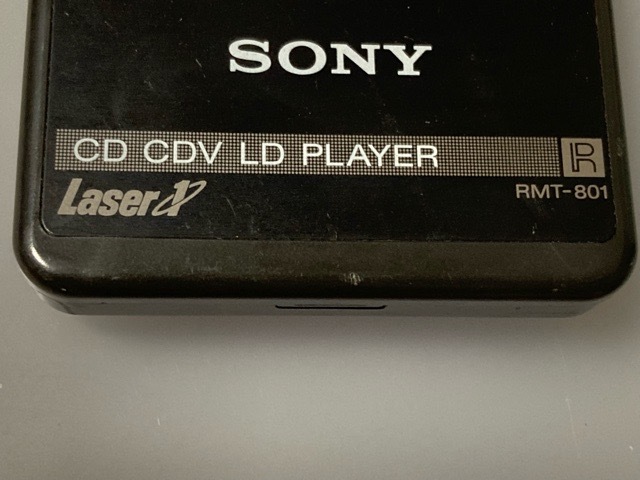 SONY
CD CDV LD PLAYER
R
Laser
RMT-801